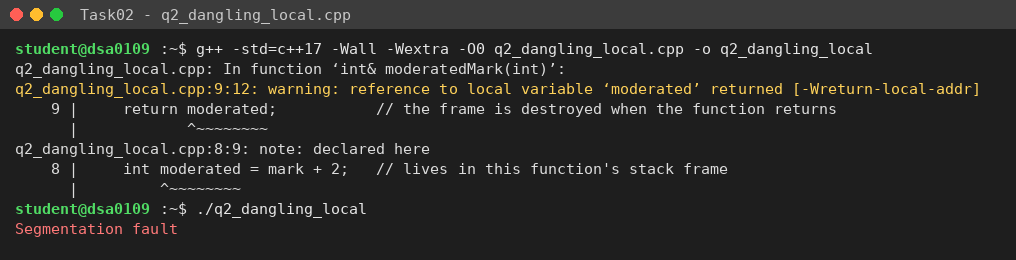 Task02 - q2_dangling_local.cpp
student@dsa0109 :~$ g++ -std=c++17 -Wall -Wextra -O0 q2_dangling_local.cpp -o q2_dangling_local
q2_dangling_local.cpp: In function ‘int& moderatedMark(int)’:
q2_dangling_local.cpp:9:12: warning: reference to local variable ‘moderated’ returned [-Wreturn-local-addr]
    9 |     return moderated;           // the frame is destroyed when the function returns
      |            ^~~~~~~~~
q2_dangling_local.cpp:8:9: note: declared here
    8 |     int moderated = mark + 2;   // lives in this function's stack frame
      |         ^~~~~~~~~
student@dsa0109 :~$ ./q2_dangling_local
Segmentation fault